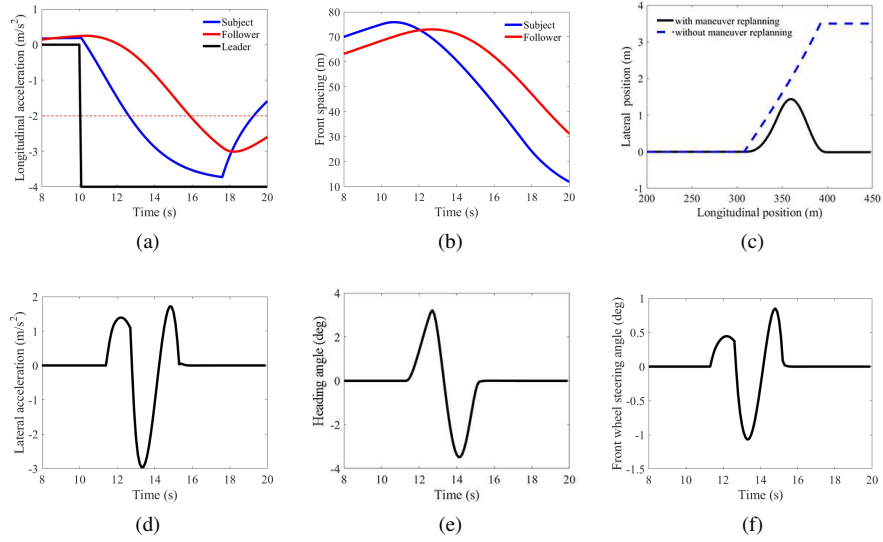 Longitudinal acceleration (m/s²)
1
0
-1
-2
-3
-4
8 10 12 14 16 18 20
Time (s)
Subject
Follower
Leader
(a)
Front spacing (m)
80
70
60
50
40
30
20
10
8 10 12 14 16 18 20
Time (s)
Subject
Follower
(b)
Lateral position (m)
4
3
2
1
0
-1
200 250 300 350 400 450
Longitudinal position (m)
with maneuver replanning
without maneuver replanning
(c)
Lateral acceleration (m/s²)
2
1
0
-1
-2
-3
8 10 12 14 16 18 20
Time (s)
(d)
Heading angle (deg)
4
2
0
-2
-4
8 10 12 14 16 18 20
Time (s)
(e)
Front wheel steering angle (deg)
1
0.5
0
-0.5
-1
-1.5
8 10 12 14 16 18 20
Time (s)
(f)